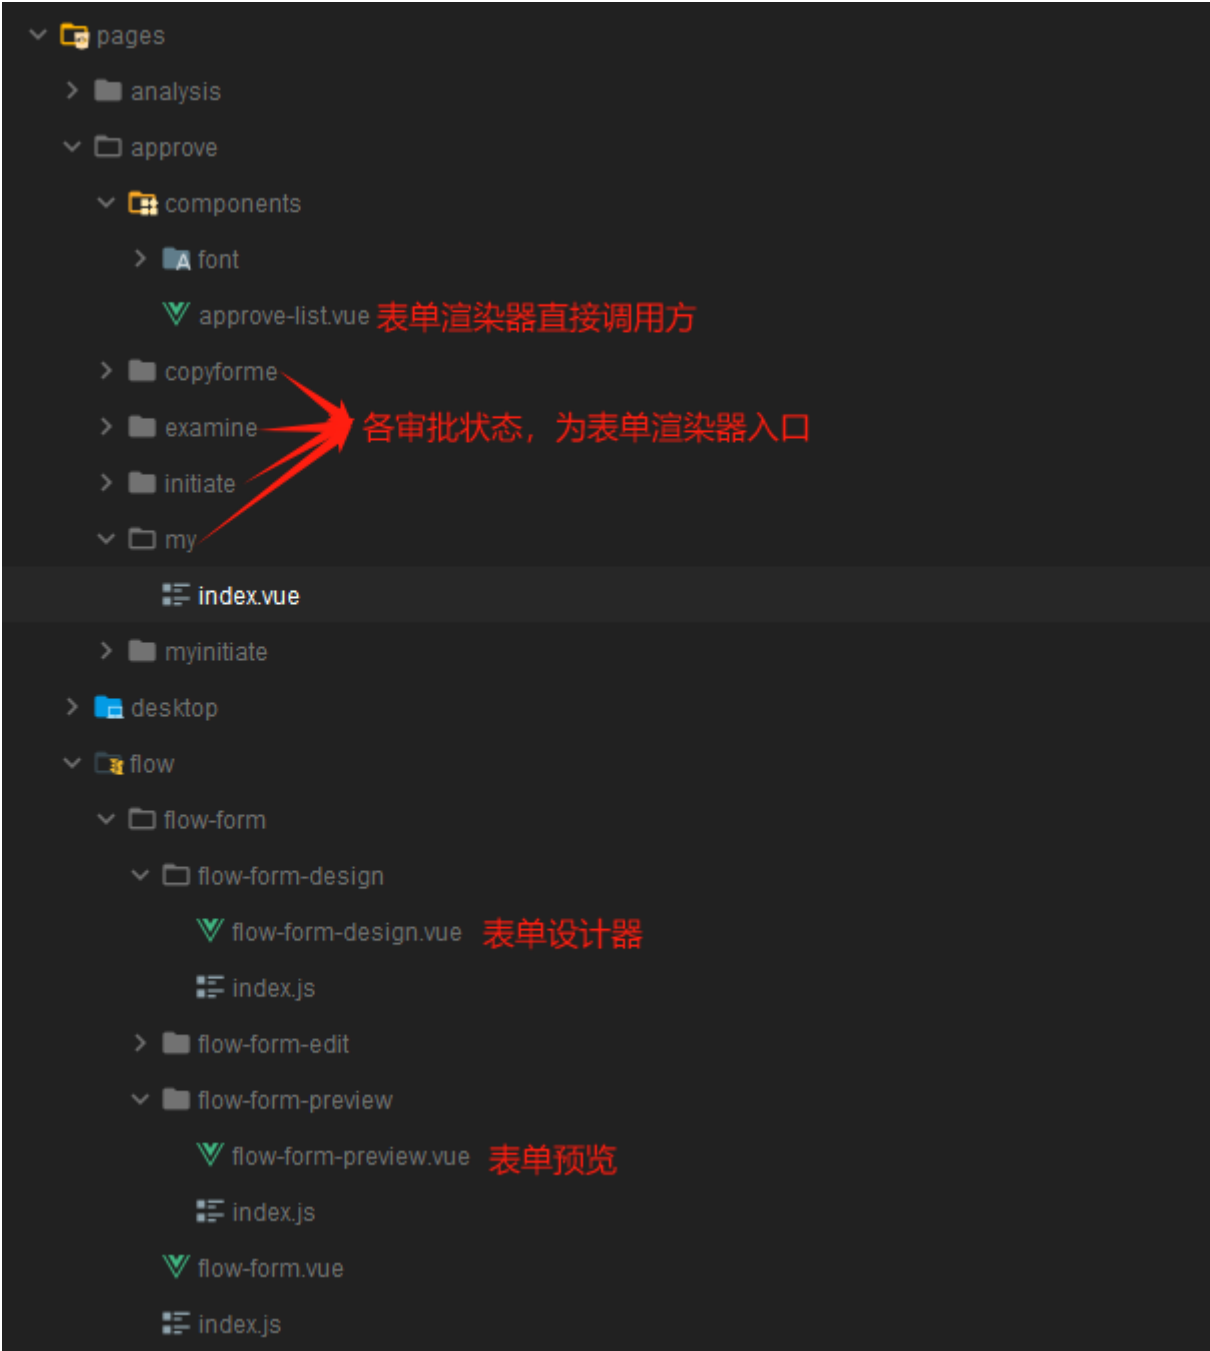 pages
analysis
approve
components
font
approve-list.vue 表单渲染器直接调用方
copyforme
examine 各审批状态，为表单渲染器入口
initiate
my
index.vue
myinitiate
desktop
flow
flow-form
flow-form-design
flow-form-design.vue 表单设计器
index.js
flow-form-edit
flow-form-preview
flow-form-preview.vue 表单预览
index.js
flow-form.vue
index.js